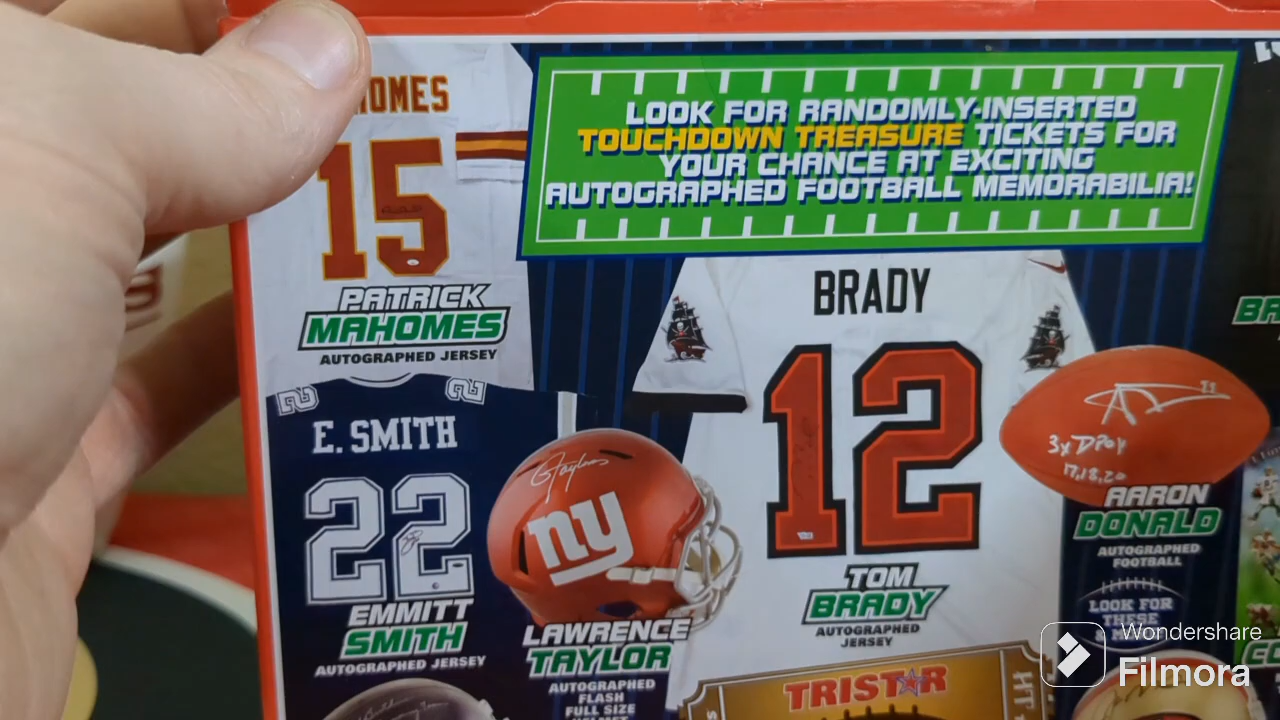 LOOK FOR RANDOMLY-INSERTED
TOUCHDOWN TREASURE TICKETS FOR
YOUR CHANCE AT EXCITING
AUTOGRAPHED FOOTBALL MEMORABILIA!
15
PATRICK
MAHOMES
AUTOGRAPHED JERSEY
22
E. SMITH
22
EMMITT
SMITH
AUTOGRAPHED JERSEY
ny
LAWRENCE
TAYLOR
AUTOGRAPHED
FLASH
FULL SIZE
BRADY
12
TOM
BRADY
AUTOGRAPHED
JERSEY
3x DPOY
17,18,20
AARON
DONALD
AUTOGRAPHED
FOOTBALL
LOOK FOR
THESE
TRISTAR
Wondershare
Filmora